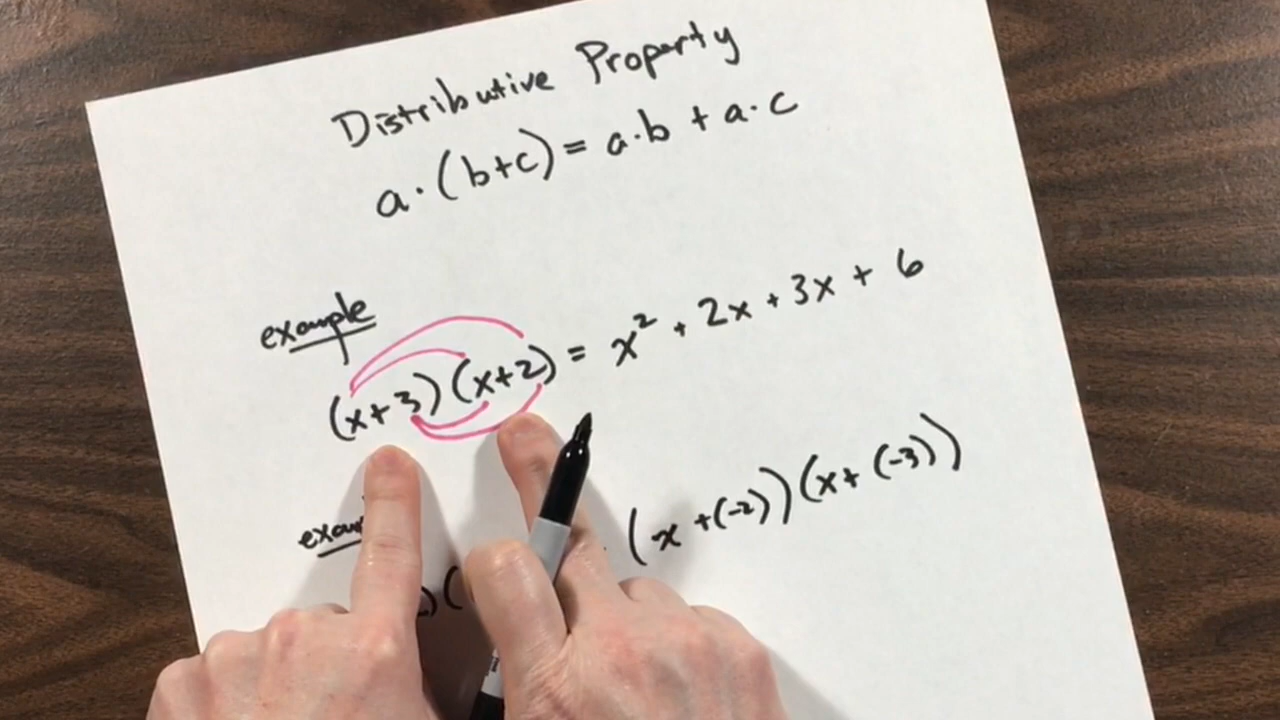 Distributive Property
a·(b+c) = a·b + a·c
example
(x+3)(x+2) = x² + 2x + 3x + 6
(x +(-2))(x+ (-3))